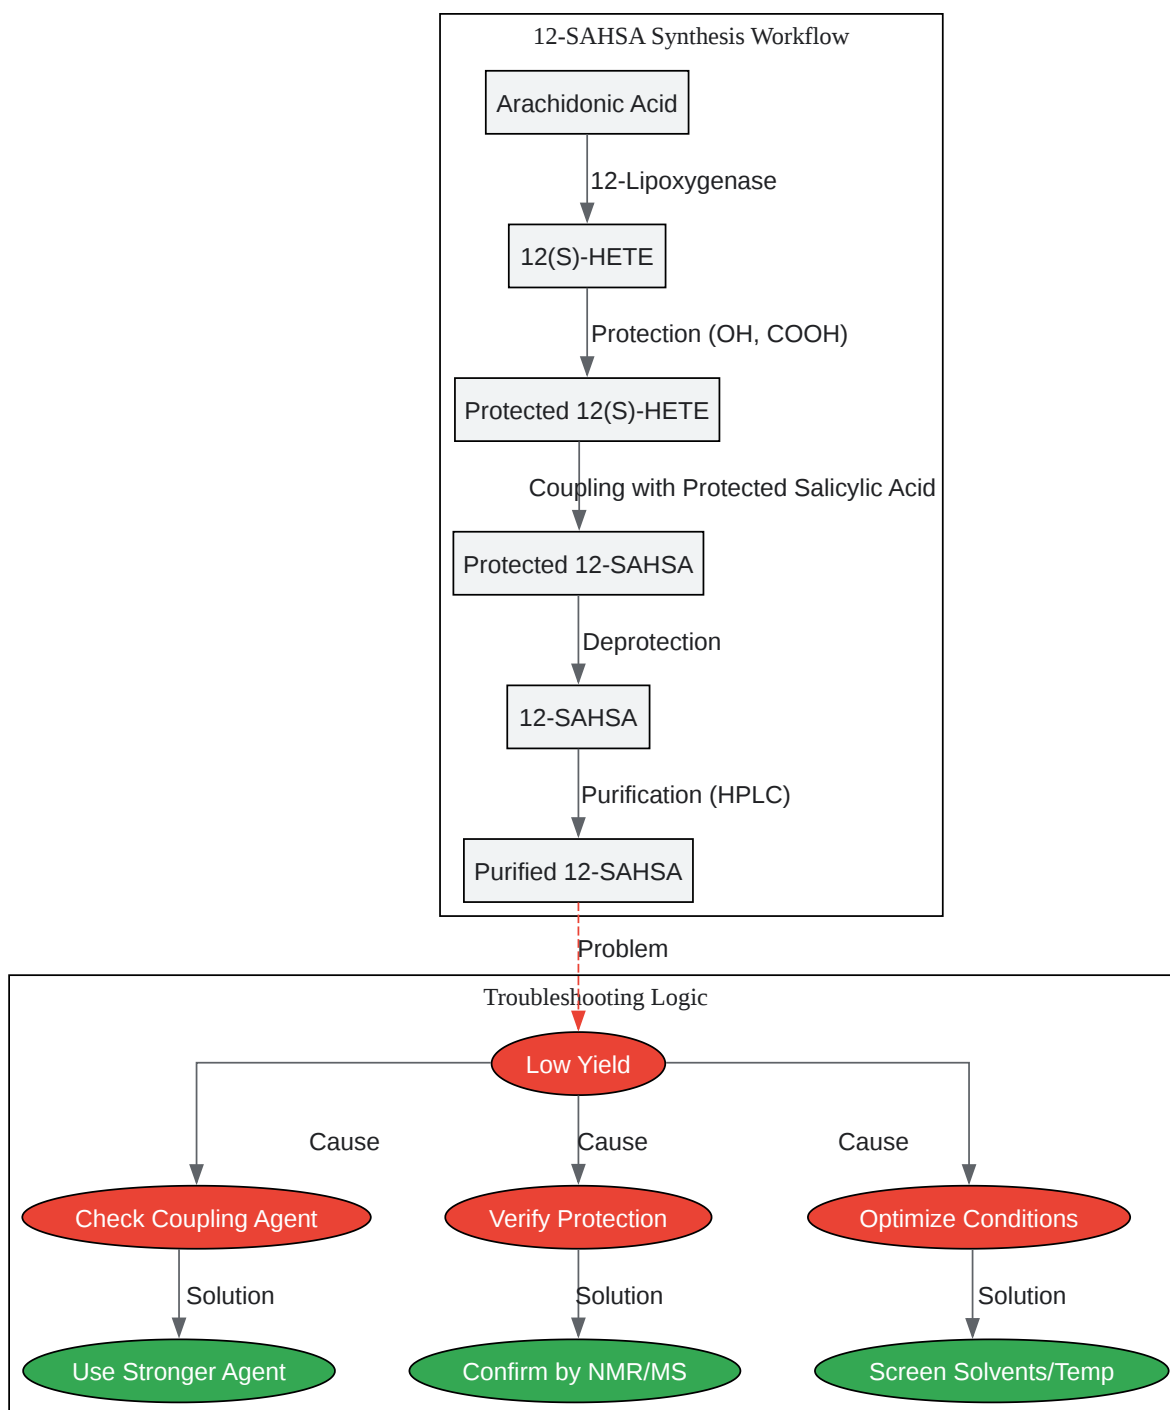 12-SAHSA Synthesis Workflow
Arachidonic Acid
12-Lipoxygenase
12(S)-HETE
Protection (OH, COOH)
Protected 12(S)-HETE
Coupling with Protected Salicylic Acid
Protected 12-SAHSA
Deprotection
12-SAHSA
Purification (HPLC)
Purified 12-SAHSA
Problem
Troubleshooting Logic
Low Yield
Cause
Cause
Cause
Check Coupling Agent
Verify Protection
Optimize Conditions
Solution
Solution
Solution
Use Stronger Agent
Confirm by NMR/MS
Screen Solvents/Temp